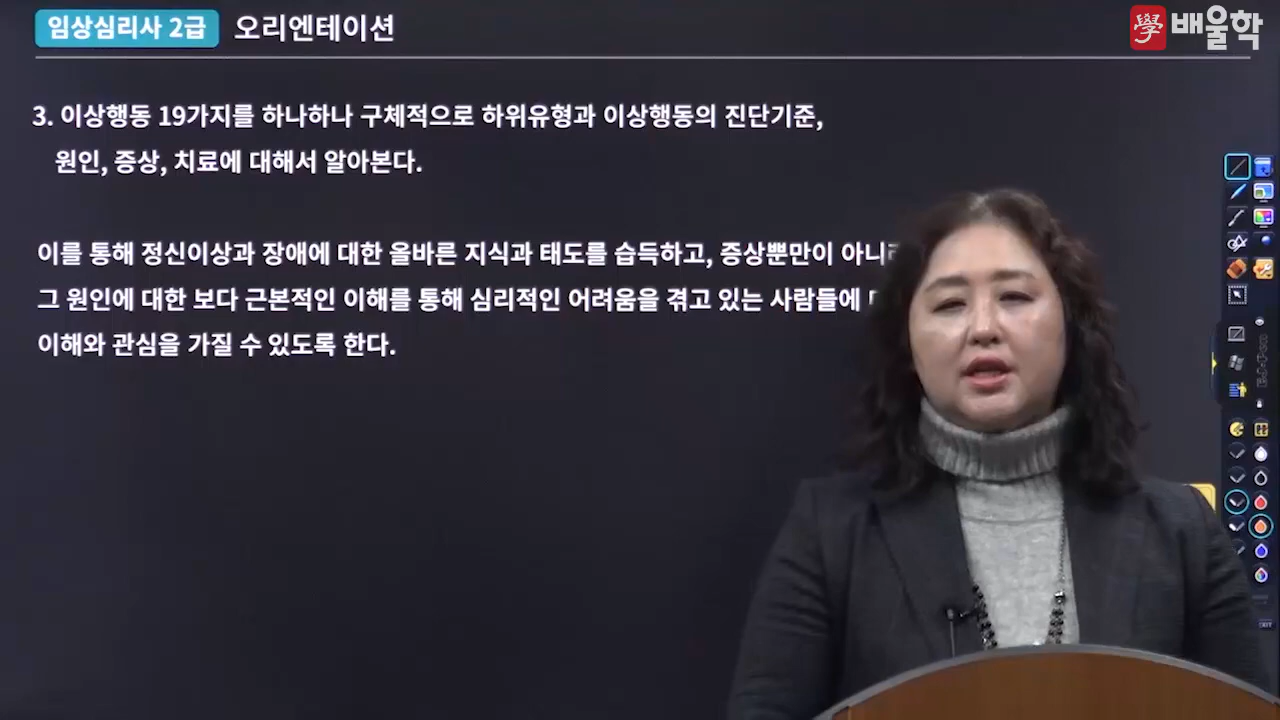 임상심리사 2급 오리엔테이션
學 배울학
3. 이상행동 19가지를 하나하나 구체적으로 하위유형과 이상행동의 진단기준,
원인, 증상, 치료에 대해서 알아본다.
이를 통해 정신이상과 장애에 대한 올바른 지식과 태도를 습득하고, 증상뿐만이
그 원인에 대한 보다 근본적인 이해를 통해 심리적인 어려움을 겪고 있는 사람들에
이해와 관심을 가질 수 있도록 한다.
EXIT